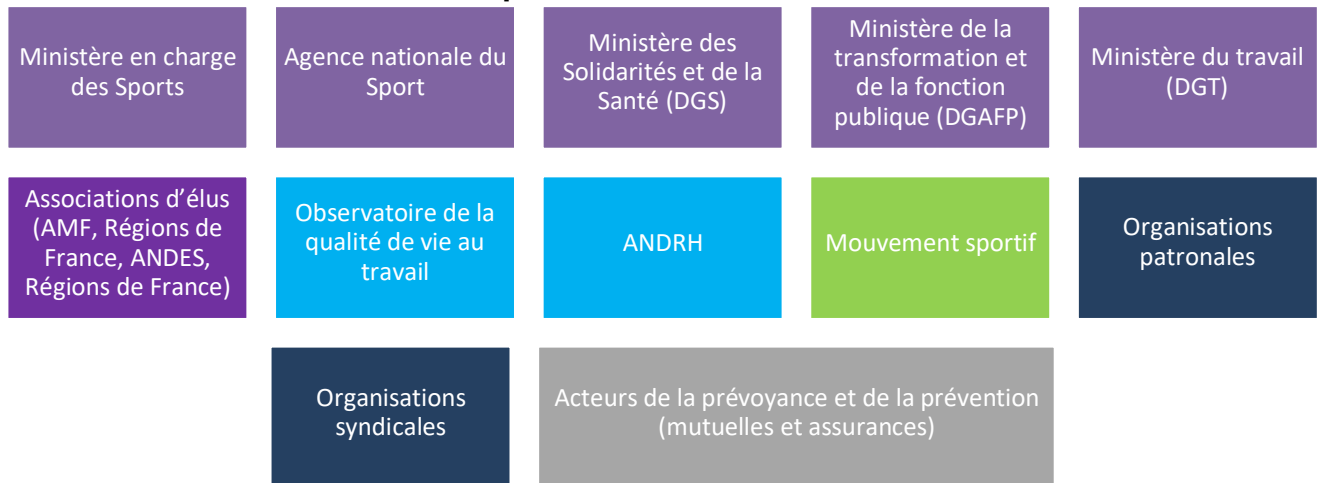 Ministère en charge
des Sports
Agence nationale du
Sport
Ministère des
Solidarités et de la
Santé (DGS)
Ministère de la
transformation et
de la fonction
publique (DGAFP)
Ministère du travail
(DGT)
Associations d’élus
(AMF, Régions de
France, ANDES,
Régions de France)
Observatoire de la
qualité de vie au
travail
ANDRH
Mouvement sportif
Organisations
patronales
Organisations
syndicales
Acteurs de la prévoyance et de la prévention
(mutuelles et assurances)